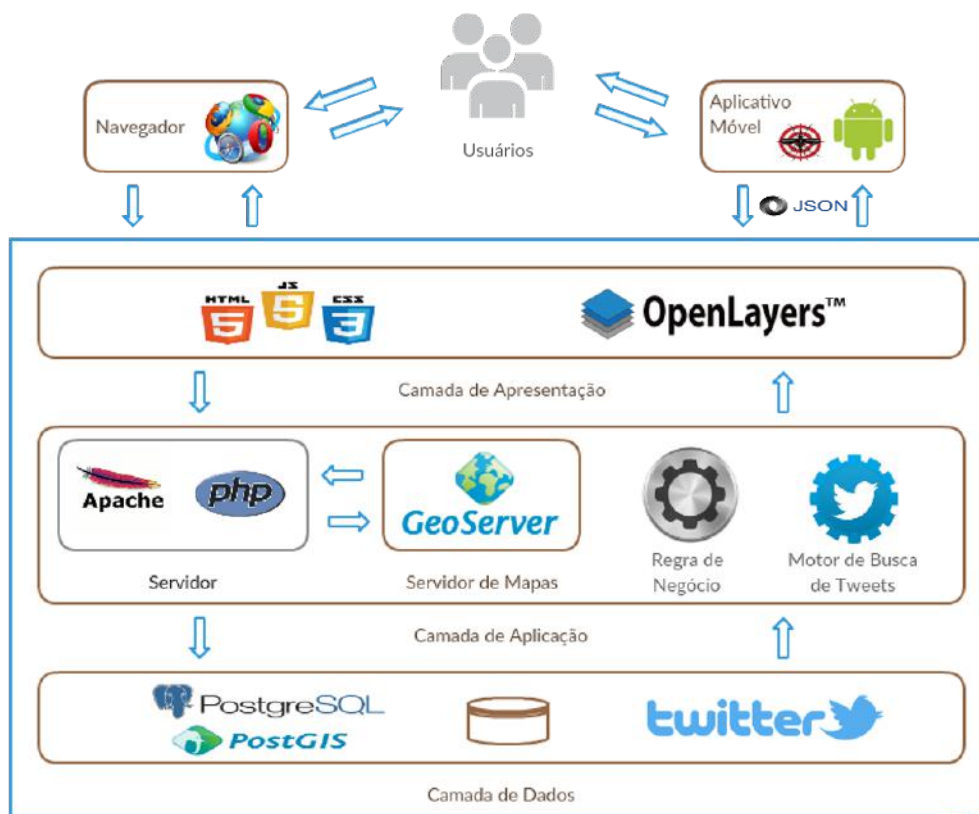 Navegador
Usuários
Aplicativo
Móvel
JSON
HTML
5
JS
5
CSS
3
OpenLayers™
Camada de Apresentação
Apache
php
GeoServer
Servidor
Servidor de Mapas
Regra de
Negócio
Motor de Busca
de Tweets
Camada de Aplicação
PostgreSQL
PostGIS
twitter
Camada de Dados